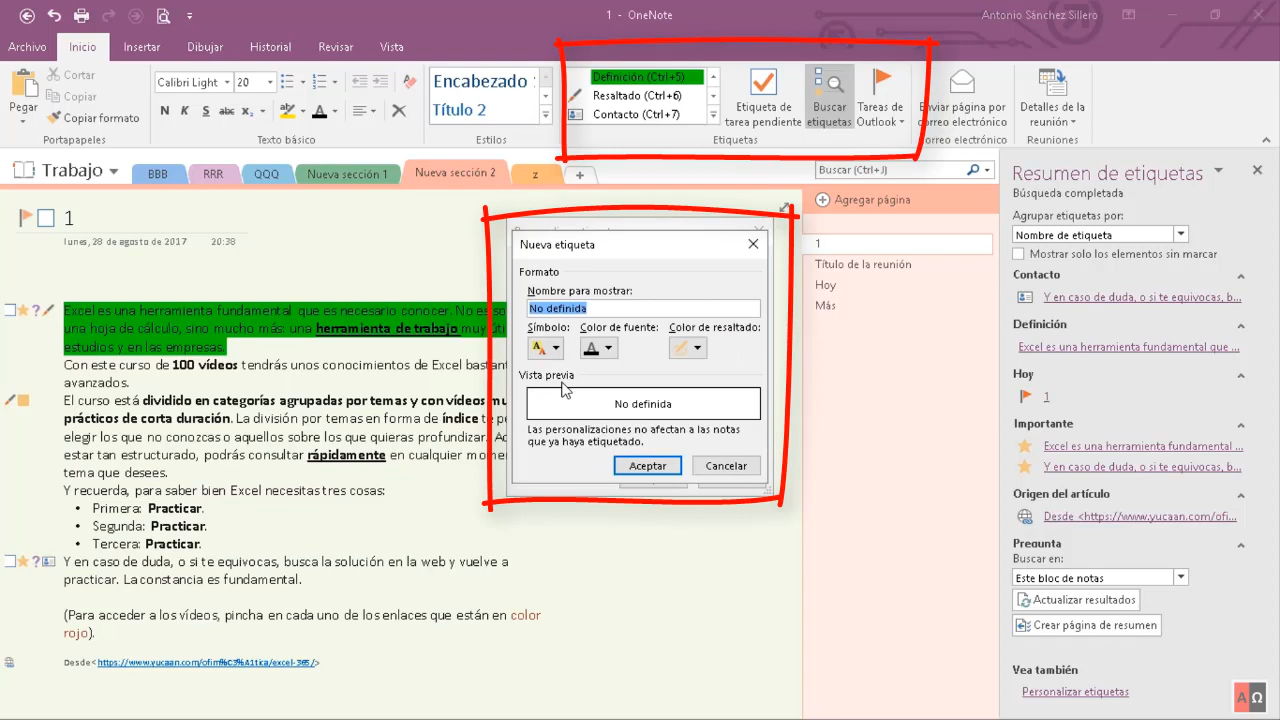 1 - OneNote
Antonio Sánchez Sillero
Archivo
Inicio
Insertar
Dibujar
Historial
Revisar
Vista
Pegar
Cortar
Copiar
Copiar formato
Portapapeles
Calibri Light
20
N K S abc x₂
A
Texto básico
Encabezado
Título 2
Estilos
Definición (Ctrl+5)
Resaltado (Ctrl+6)
Contacto (Ctrl+7)
Etiqueta de
tarea pendiente
Buscar
etiquetas
Tareas de
Outlook
Etiquetas
Enviar página por
correo electrónico
Correo electrónico
Detalles de la
reunión
Reuniones
Trabajo
BBB
RRR
QQQ
Nueva sección 1
Nueva sección 2
z
Buscar (Ctrl+J)
1
lunes, 28 de agosto de 2017
20:38
Excel es una herramienta fundamental que es necesario conocer. No es so
una hoja de cálculo, sino mucho más: una herramienta de trabajo muy úti
estudios y en las empresas.
Con este curso de 100 vídeos tendrás unos conocimientos de Excel bastant
avanzados.
El curso está dividido en categorías agrupadas por temas y con vídeos mu
prácticos de corta duración. La división por temas en forma de índice te pe
elegir los que no conozcas o aquellos sobre los que quieras profundizar. Ac
estar tan estructurado, podrás consultar rápidamente en cualquier mome
tema que desees.
Y recuerda, para saber bien Excel necesitas tres cosas:
• Primera: Practicar.
• Segunda: Practicar.
• Tercera: Practicar.
Y en caso de duda, o si te equivocas, busca la solución en la web y vuelve a
practicar. La constancia es fundamental.
(Para acceder a los vídeos, pincha en cada uno de los enlaces que están en color
rojo).
Desde <https://www.yucaan.com/ofim%C3%A1tica/excel-365/>
Nueva etiqueta
Formato
Nombre para mostrar:
No definida
Símbolo:
Color de fuente:
Color de resaltado:
Vista previa
No definida
Las personalizaciones no afectan a las notas
que ya haya etiquetado.
Aceptar
Cancelar
Agregar página
1
Título de la reunión
Hoy
Más
Resumen de etiquetas
Búsqueda completada
Agrupar etiquetas por:
Nombre de etiqueta
Mostrar solo los elementos sin marcar
Contacto
Y en caso de duda, o si te equivocas, b...
Definición
Excel es una herramienta fundamental que ...
Hoy
1
Importante
Excel es una herramienta fundamental ...
Y en caso de duda, o si te equivocas, b...
Origen del artículo
Desde <https://www.yucaan.com/ofi...
Pregunta
Buscar en:
Este bloc de notas
Actualizar resultados
Crear página de resumen
Vea también
Personalizar etiquetas
AΩ